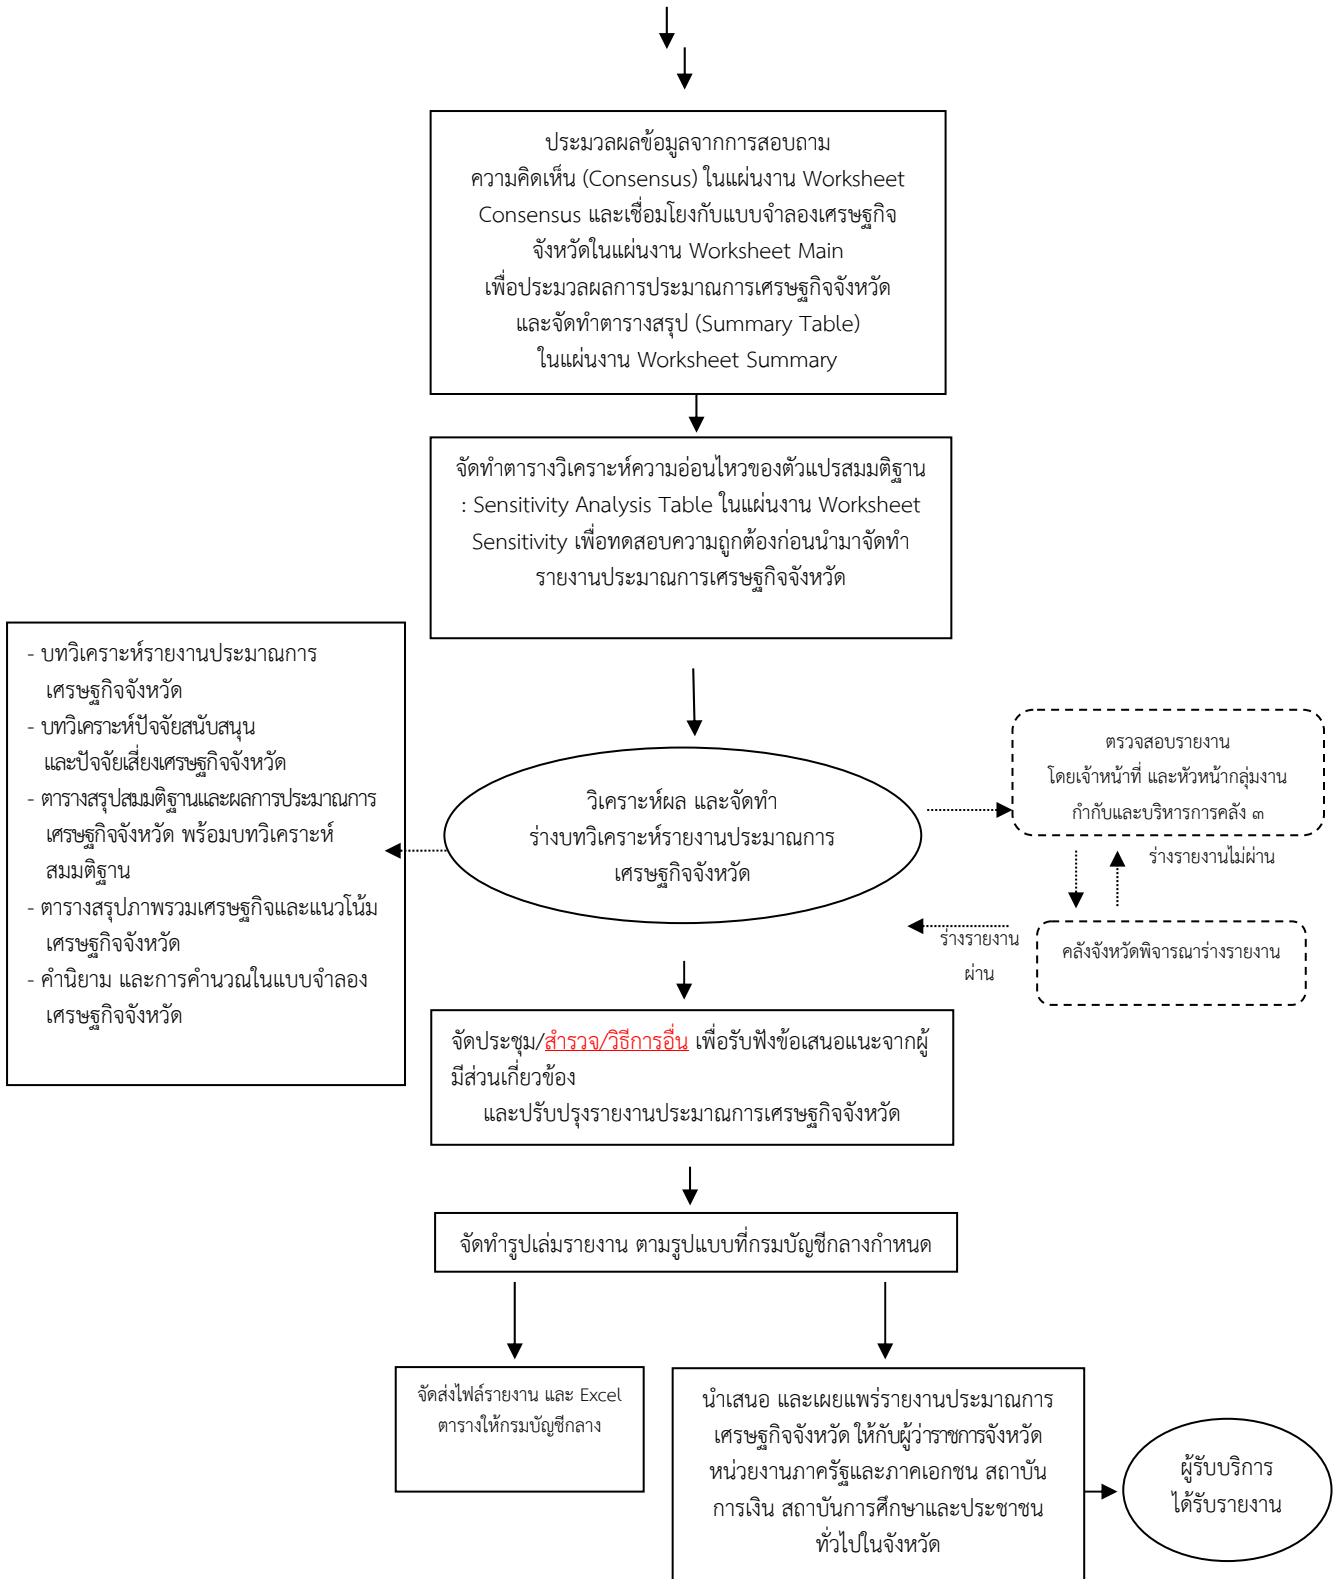 ประมวลผลข้อมูลจากการสอบถาม
ความคิดเห็น (Consensus) ในแผ่นงาน Worksheet
Consensus และเชื่อมโยงกับแบบจำลองเศรษฐกิจ
จังหวัดในแผ่นงาน Worksheet Main
เพื่อประมวลผลการประมาณการเศรษฐกิจจังหวัด
และจัดทำตารางสรุป (Summary Table)
ในแผ่นงาน Worksheet Summary
จัดทำตารางวิเคราะห์ความอ่อนไหวของตัวแปรสมมติฐาน
: Sensitivity Analysis Table ในแผ่นงาน Worksheet
Sensitivity เพื่อทดสอบความถูกต้องก่อนนำมาจัดทำ
รายงานประมาณการเศรษฐกิจจังหวัด
- บทวิเคราะห์รายงานประมาณการ
เศรษฐกิจจังหวัด
- บทวิเคราะห์ปัจจัยสนับสนุน
และปัจจัยเสี่ยงเศรษฐกิจจังหวัด
- ตารางสรุปสมมติฐานและผลการประมาณการ
เศรษฐกิจจังหวัด พร้อมบทวิเคราะห์
สมมติฐาน
- ตารางสรุปภาพรวมเศรษฐกิจและแนวโน้ม
เศรษฐกิจจังหวัด
- คำนิยาม และการคำนวณในแบบจำลอง
เศรษฐกิจจังหวัด
วิเคราะห์ผล และจัดทำ
ร่างบทวิเคราะห์รายงานประมาณการ
เศรษฐกิจจังหวัด
ตรวจสอบรายงาน
โดยเจ้าหน้าที่ และหัวหน้ากลุ่มงาน
กำกับและบริหารการคลัง ๓
ร่างรายงานไม่ผ่าน
คลังจังหวัดพิจารณาร่างรายงาน
ร่างรายงาน
ผ่าน
จัดประชุม/สำรวจ/วิธีการอื่น เพื่อรับฟังข้อเสนอแนะจากผู้
มีส่วนเกี่ยวข้อง
และปรับปรุงรายงานประมาณการเศรษฐกิจจังหวัด
จัดทำรูปเล่มรายงาน ตามรูปแบบที่กรมบัญชีกลางกำหนด
จัดส่งไฟล์รายงาน และ Excel
ตารางให้กรมบัญชีกลาง
นำเสนอ และเผยแพร่รายงานประมาณการ
เศรษฐกิจจังหวัด ให้กับผู้ว่าราชการจังหวัด
หน่วยงานภาครัฐและภาคเอกชน สถาบัน
การเงิน สถาบันการศึกษาและประชาชน
ทั่วไปในจังหวัด
ผู้รับบริการ
ได้รับรายงาน